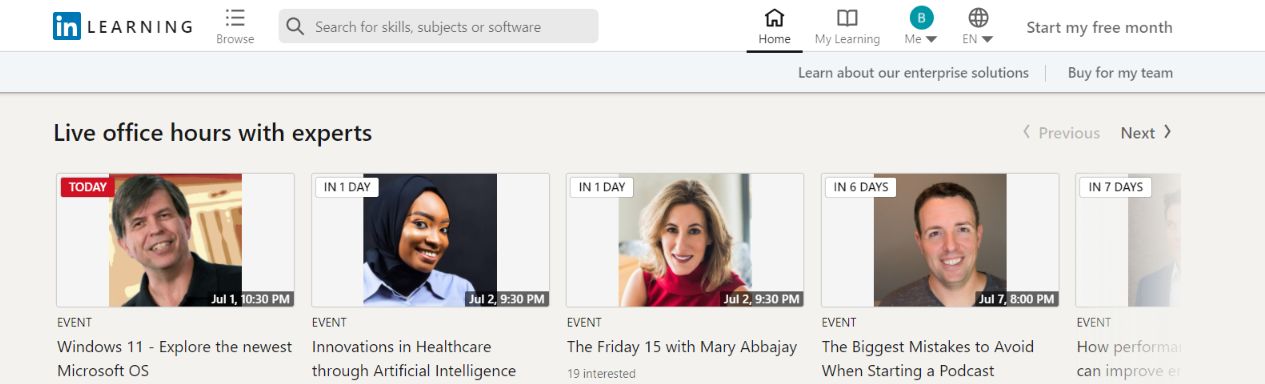 in LEARNING
Browse
Search for skills, subjects or software
Home
My Learning
B
Me
EN
Start my free month
Learn about our enterprise solutions
Buy for my team
Live office hours with experts
Previous
Next
TODAY
Jul 1, 10:30 PM
EVENT
Windows 11 - Explore the newest
Microsoft OS
IN 1 DAY
Jul 2, 9:30 PM
EVENT
Innovations in Healthcare
through Artificial Intelligence
IN 1 DAY
Jul 2, 9:30 PM
EVENT
The Friday 15 with Mary Abbajay
19 interested
IN 6 DAYS
Jul 7, 8:00 PM
EVENT
The Biggest Mistakes to Avoid
When Starting a Podcast
IN 7 DAYS
EVENT
How
can improve